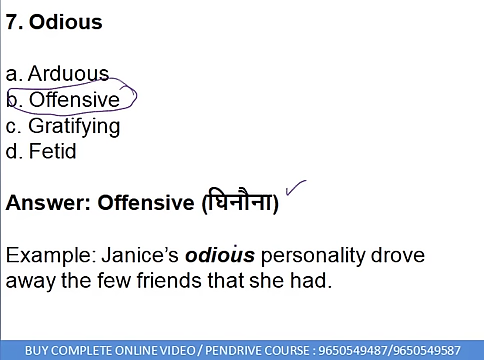 7. Odious
a. Arduous
b. Offensive
c. Gratifying
d. Fetid
Answer: Offensive (घिनौना)
Example: Janice's odious personality drove
away the few friends that she had.
BUY COMPLETE ONLINE VIDEO / PENDRIVE COURSE : 9650549487/9650549587